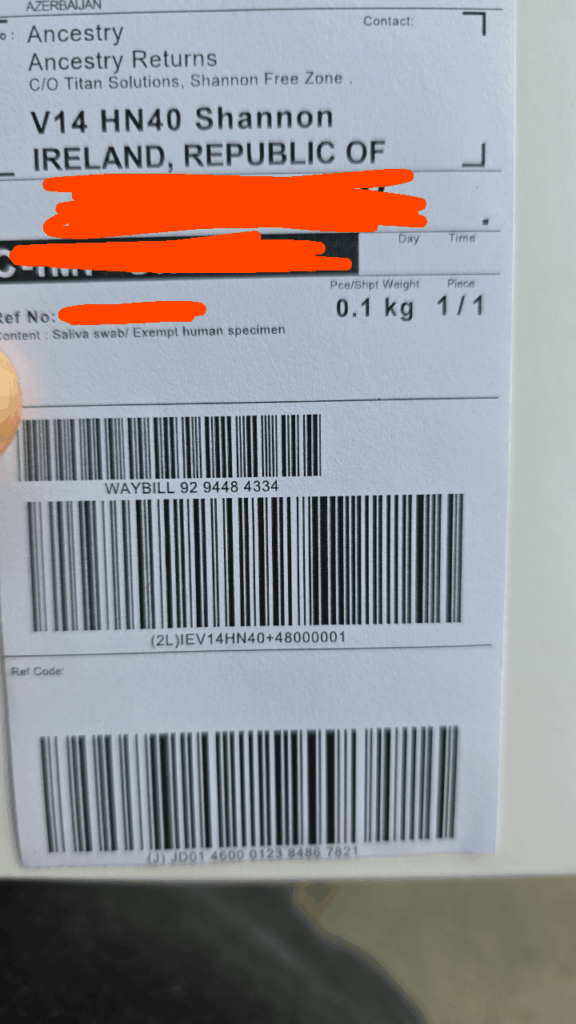 AZERBAIJAN
Contact:
Ancestry
Ancestry Returns
C/O Titan Solutions, Shannon Free Zone .
V14 HN40 Shannon
IRELAND, REPUBLIC OF
Day Time
Pce/Shpt Weight Piece
0.1 kg 1/1
Ref No:
Content : Saliva swab/ Exempt human specimen
WAYBILL 92 9448 4334
(2L)IEV14HN40+48000001
Ref Code:
(J) JD01 4600 0123 8486 7821